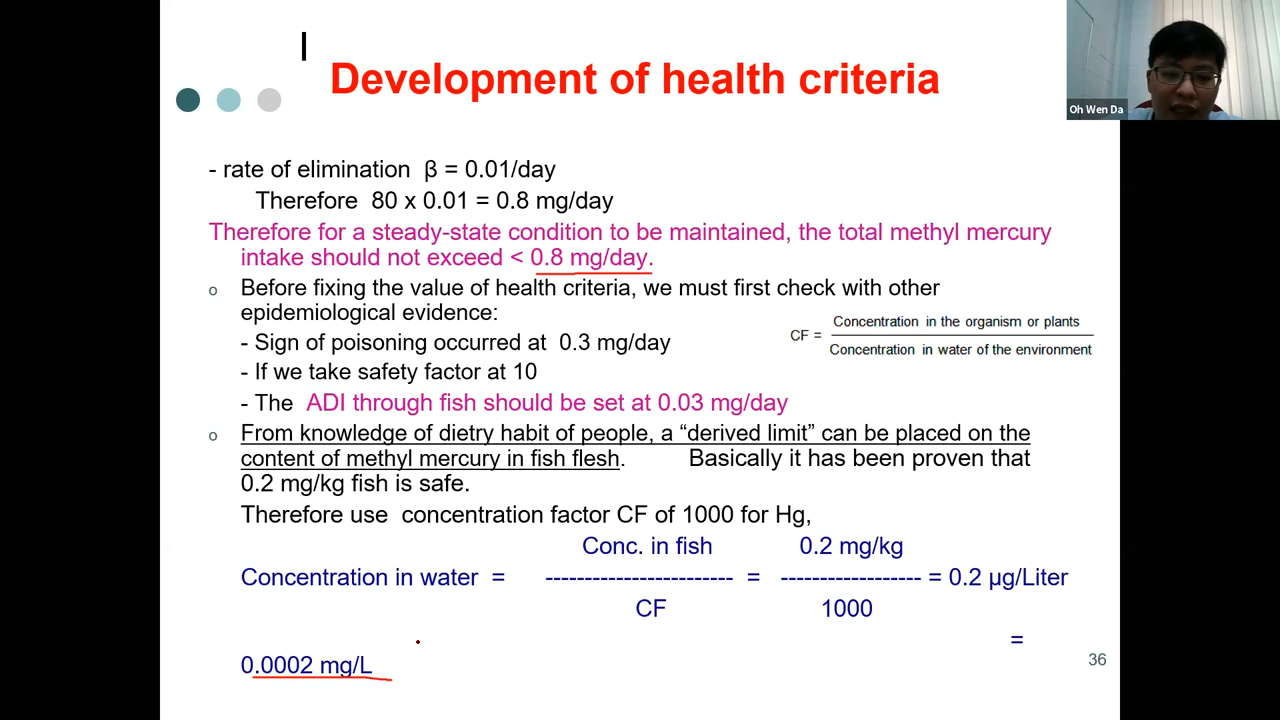 Development of health criteria
Oh Wen Da
- rate of elimination β = 0.01/day
Therefore 80 x 0.01 = 0.8 mg/day
Therefore for a steady-state condition to be maintained, the total methyl mercury
intake should not exceed < 0.8 mg/day.
o Before fixing the value of health criteria, we must first check with other
epidemiological evidence:
- Sign of poisoning occurred at 0.3 mg/day
- If we take safety factor at 10
- The ADI through fish should be set at 0.03 mg/day
CF = Concentration in the organism or plants
Concentration in water of the environment
o From knowledge of dietry habit of people, a “derived limit” can be placed on the
content of methyl mercury in fish flesh. Basically it has been proven that
0.2 mg/kg fish is safe.
Therefore use concentration factor CF of 1000 for Hg,
Conc. in fish 0.2 mg/kg
Concentration in water = ------------------------ = ------------------ = 0.2 µg/Liter
CF 1000
=
0.0002 mg/L
36